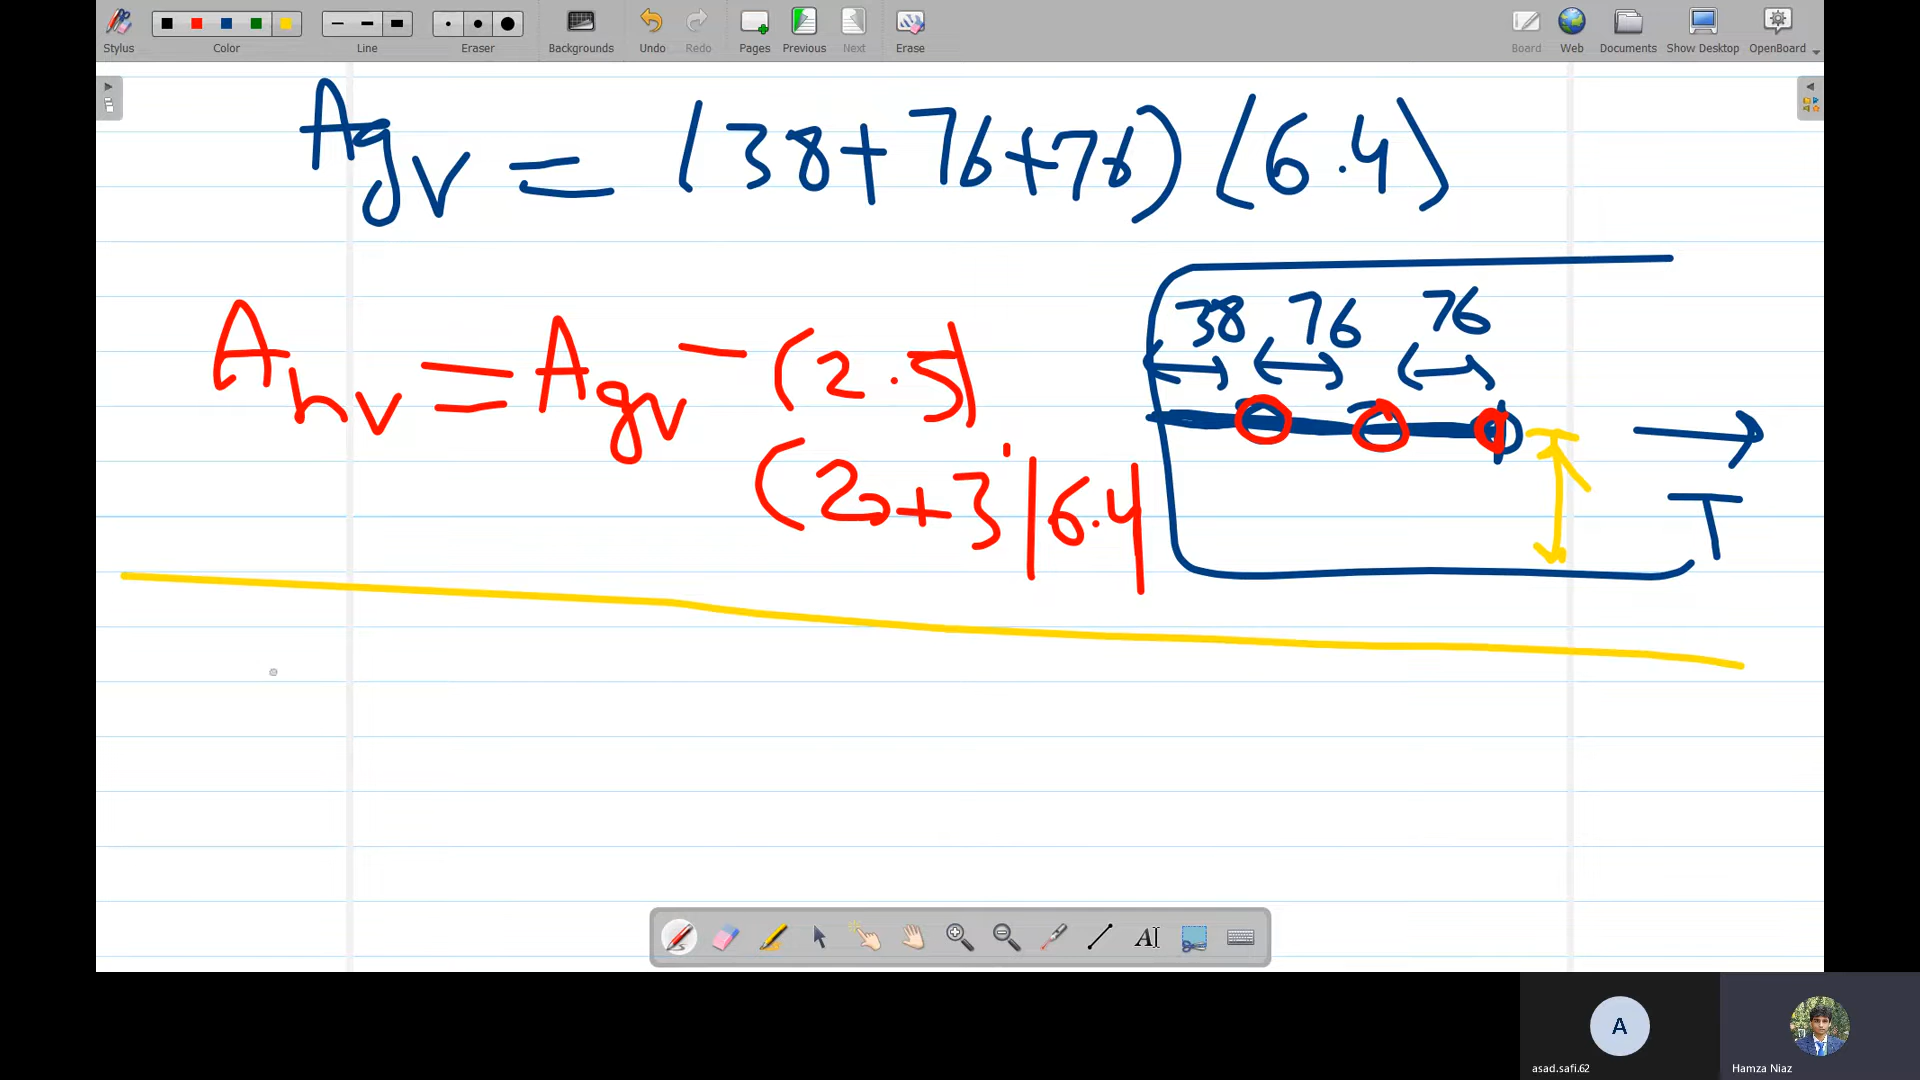 Stylus Color Line Eraser Backgrounds Undo Redo Pages Previous Next Erase Board Web Documents Show Desktop OpenBoard
Agv = (38+76+76)(6.4)
Anv = Agv - (2.5)
(20+3)6.4
38 76 76
T
A
asad.safi.62
Hamza Niaz